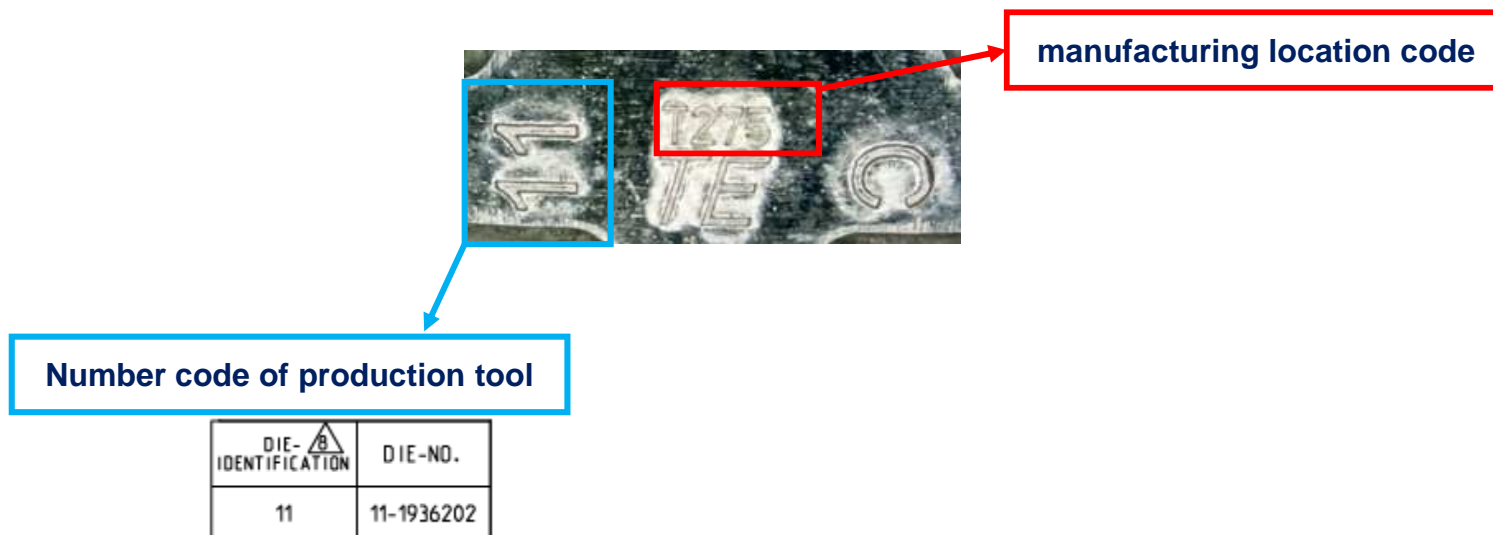 manufacturing location code
11
T275
TE
C
Number code of production tool
DIE- 8
IDENTIFICATION
DIE-NO.
11
11-1936202